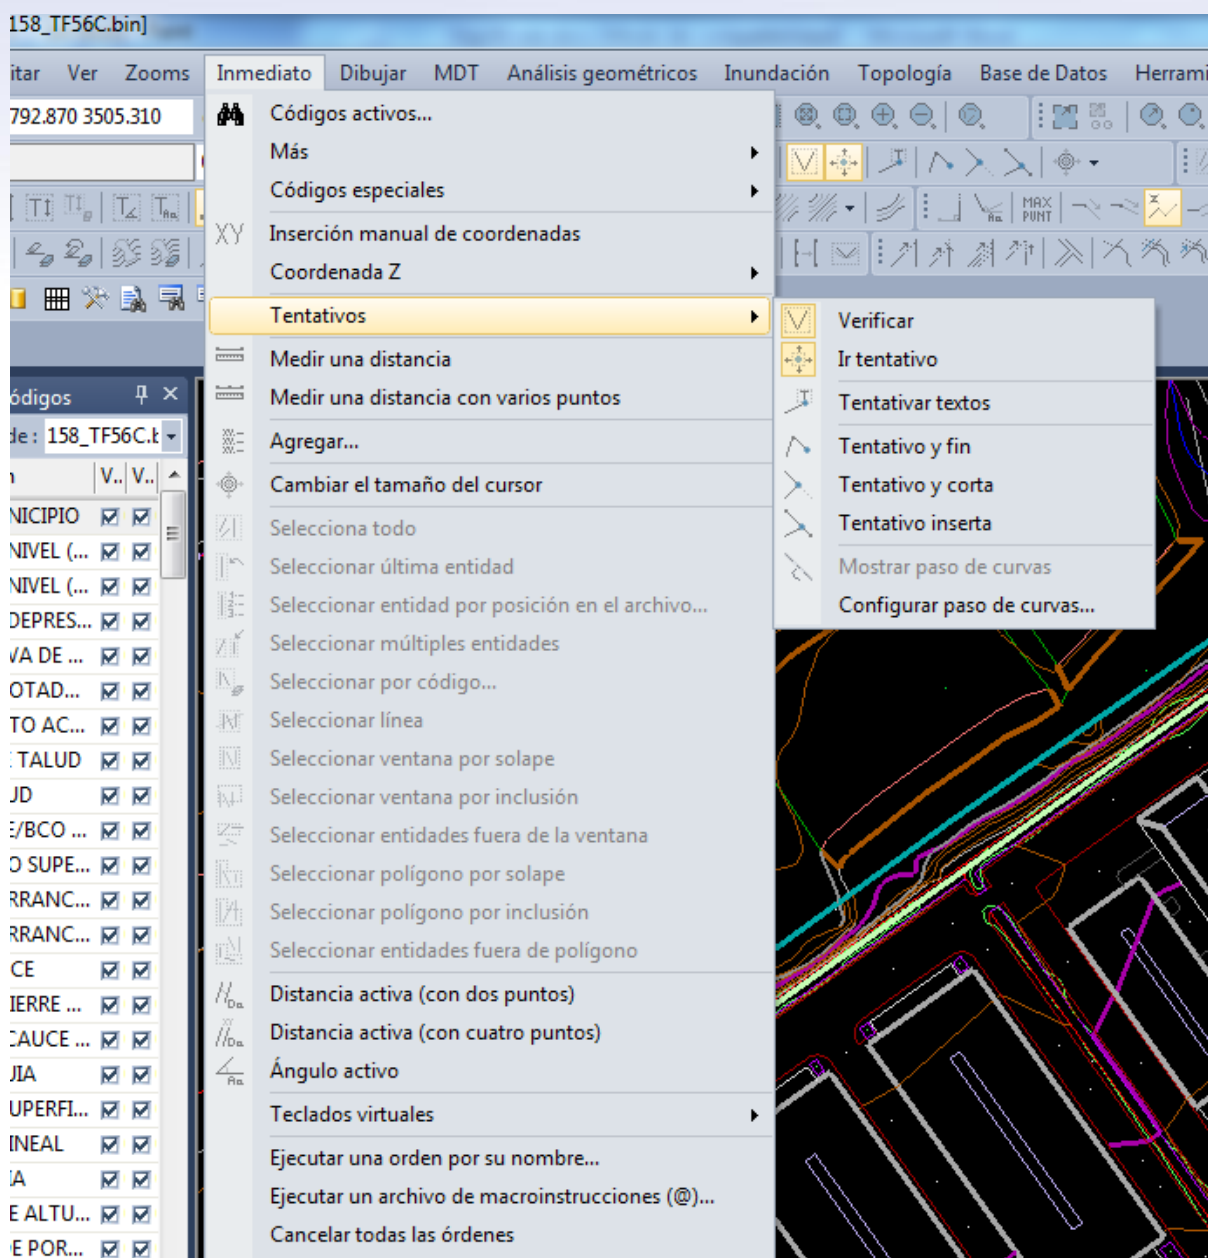 158_TF56C.bin]
itar Ver Zooms Inmediato Dibujar MDT Análisis geométricos Inundación Topología Base de Datos Herrami
792.870 3505.310
Códigos activos...
Más
Códigos especiales
XY Inserción manual de coordenadas
Coordenada Z
MAX
PUNT
Tentativos
Medir una distancia
Medir una distancia con varios puntos
Agregar...
Cambiar el tamaño del cursor
Selecciona todo
Seleccionar última entidad
Seleccionar entidad por posición en el archivo...
Seleccionar múltiples entidades
Seleccionar por código...
Seleccionar línea
Seleccionar ventana por solape
Seleccionar ventana por inclusión
Seleccionar entidades fuera de la ventana
Seleccionar polígono por solape
Seleccionar polígono por inclusión
Seleccionar entidades fuera de polígono
Distancia activa (con dos puntos)
Distancia activa (con cuatro puntos)
Ángulo activo
Teclados virtuales
Ejecutar una orden por su nombre...
Ejecutar un archivo de macroinstrucciones (@)...
Cancelar todas las órdenes
Verificar
Ir tentativo
Tentativar textos
Tentativo y fin
Tentativo y corta
Tentativo inserta
Mostrar paso de curvas
Configurar paso de curvas...
ódigos
de : 158_TF56C.b
V.. V..
NICIPIO
NIVEL (...
NIVEL (...
DEPRES...
VA DE ...
OTAD...
TO AC...
TALUD
UD
E/BCO ...
O SUPE...
RRANC...
RRANC...
CE
IERRE ...
CAUCE ...
UIA
UPERFI...
INEAL
IA
E ALTU...
E POR...